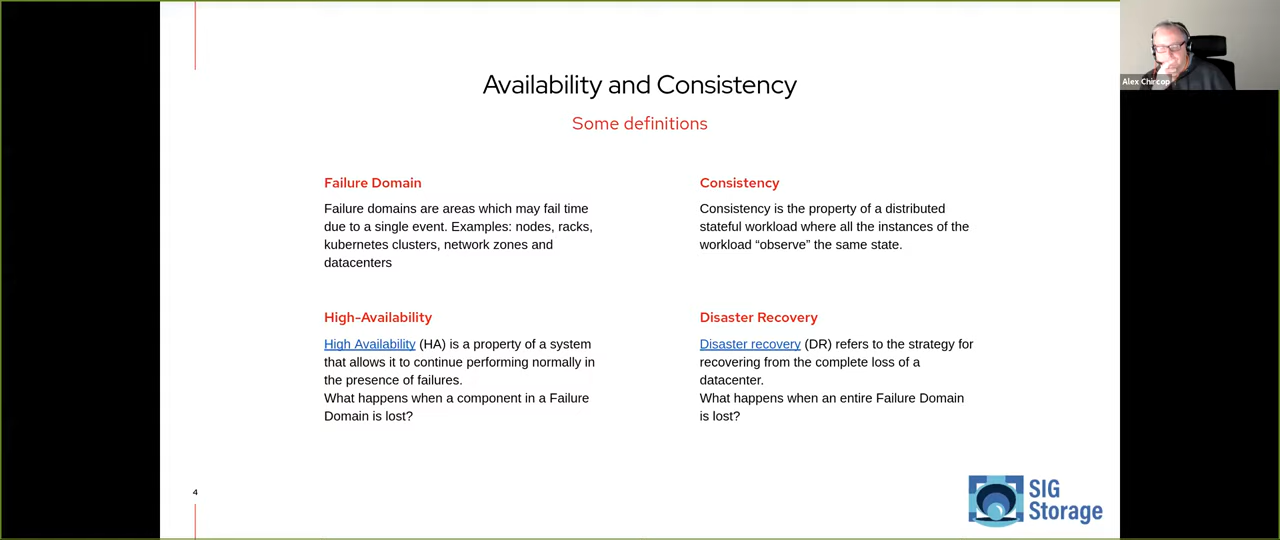 Availability and Consistency
Some definitions
Failure Domain
Failure domains are areas which may fail time
due to a single event. Examples: nodes, racks,
kubernetes clusters, network zones and
datacenters
Consistency
Consistency is the property of a distributed
stateful workload where all the instances of the
workload “observe” the same state.
High-Availability
High Availability (HA) is a property of a system
that allows it to continue performing normally in
the presence of failures.
What happens when a component in a Failure
Domain is lost?
Disaster Recovery
Disaster recovery (DR) refers to the strategy for
recovering from the complete loss of a
datacenter.
What happens when an entire Failure Domain
is lost?
4
SIG
Storage
Alex Chircop